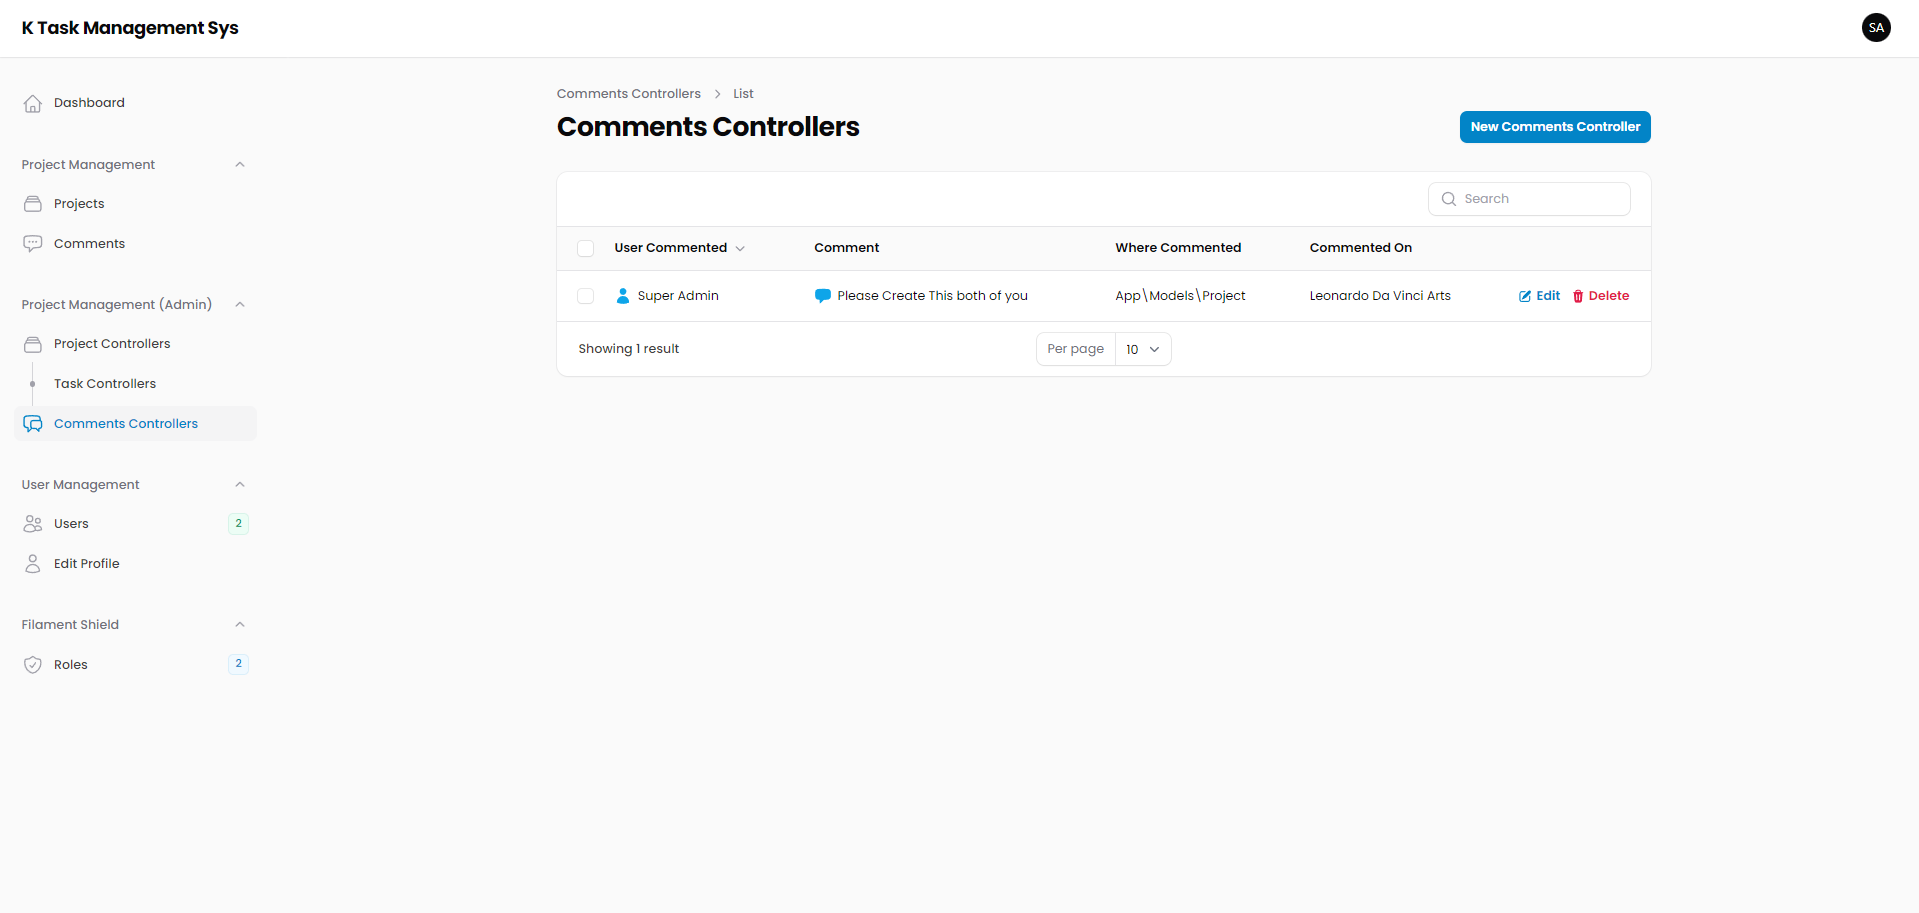 K Task Management Sys
SA
Dashboard
Project Management
Projects
Comments
Project Management (Admin)
Project Controllers
Task Controllers
Comments Controllers
User Management
Users 2
Edit Profile
Filament Shield
Roles 2
Comments Controllers > List
Comments Controllers
New Comments Controller
Search
User Commented Comment Where Commented Commented On
Super Admin Please Create This both of you App\Models\Project Leonardo Da Vinci Arts Edit Delete
Showing 1 result Per page 10